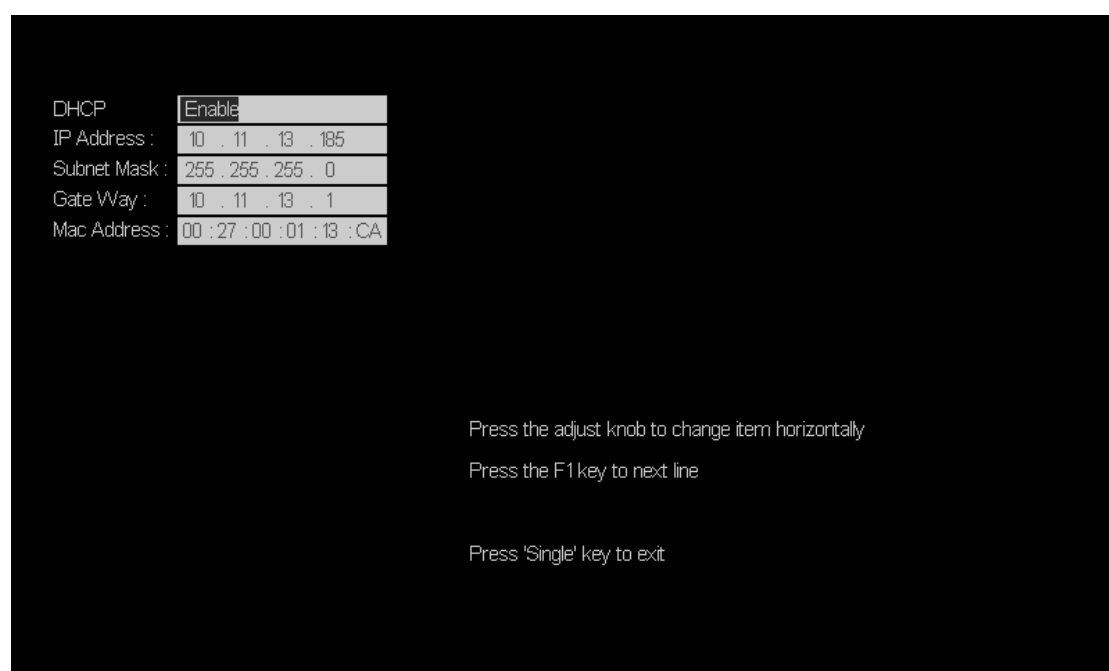 DHCP Enable
IP Address : 10 . 11 . 13 . 185
Subnet Mask : 255 . 255 . 255 . 0
Gate Way : 10 . 11 . 13 . 1
Mac Address : 00 : 27 : 00 : 01 : 13 : CA
Press the adjust knob to change item horizontally
Press the F1 key to next line
Press 'Single' key to exit